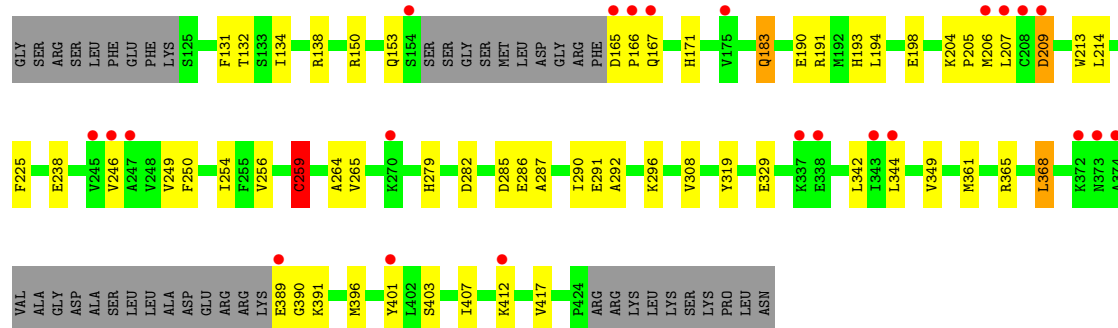 GLY SER ARG SER LEU PHE GLU PHE LYS S125 F131 T132 S133 I134 R138 R150 Q153 S154 SER SER GLY SER MET LEU ASP GLY ARG PHE D165 P166 Q167 H171 V175 Q183 E190 R191 M192 H193 L194 E198 K204 P205 M206 L207 C208 D209 W213 L214
F225 E238 V245 V246 A247 V248 V249 F250 I254 F255 V256 C259 A264 V265 K270 H279 D282 D285 E286 A287 I290 E291 A292 K296 V308 Y319 E329 K337 E338 L342 I343 L344 V349 M361 R365 L368 K372 N373 A374
VAL ALA GLY ASP ALA SER LEU LEU ALA ASP GLU ARG ARG LYS E389 G390 K391 M396 Y401 L402 S403 I407 K412 V417 P424 ARG ARG LYS LEU LYS SER LYS PRO LEU ASN